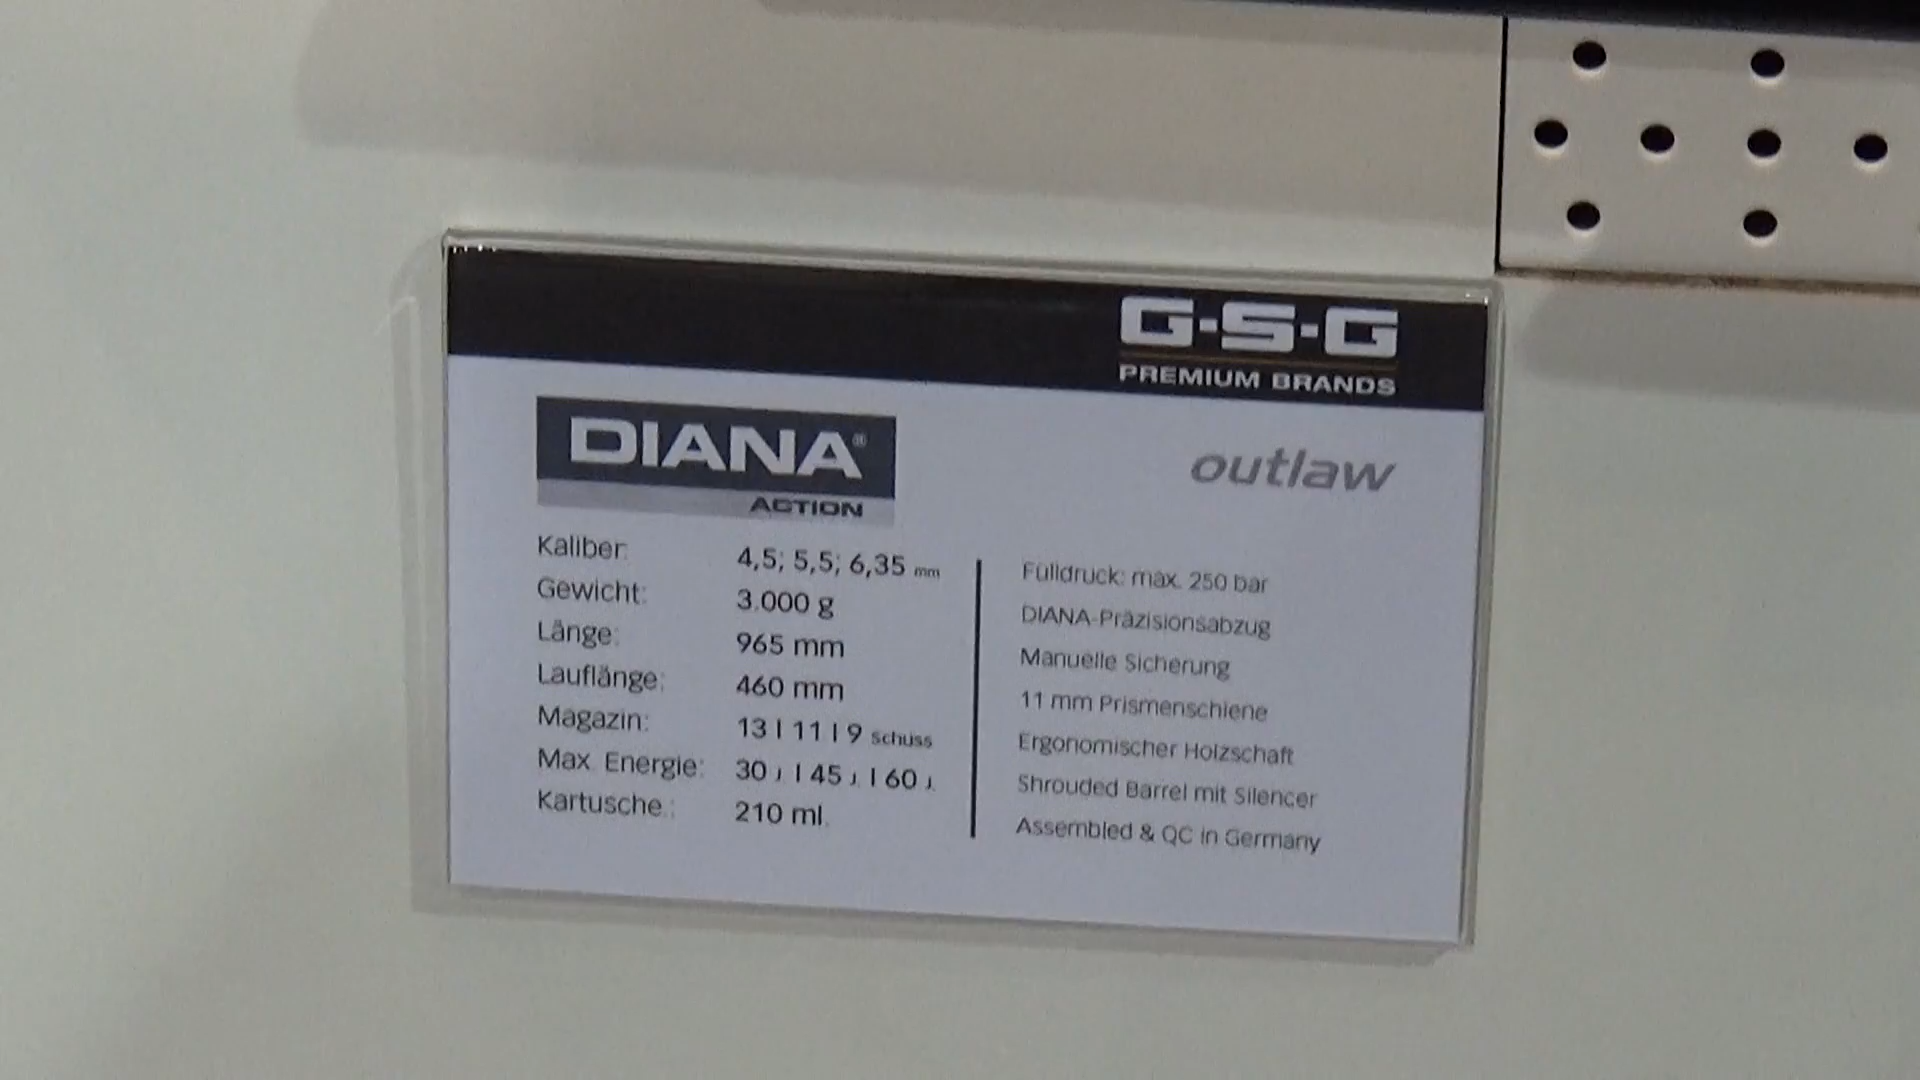 G·S·G
PREMIUM BRANDS
DIANA®
ACTION
outlaw
Kaliber: 4,5; 5,5; 6,35 mm
Gewicht: 3.000 g
Länge: 965 mm
Lauflänge: 460 mm
Magazin: 13 I 11 I 9 Schuss
Max. Energie: 30 J I 45 J. I 60 J.
Kartusche.: 210 ml.
Fülldruck: max. 250 bar
DIANA-Präzisionsabzug
Manuelle Sicherung
11 mm Prismenschiene
Ergonomischer Holzschaft
Shrouded Barrel mit Silencer
Assembled & QC in Germany